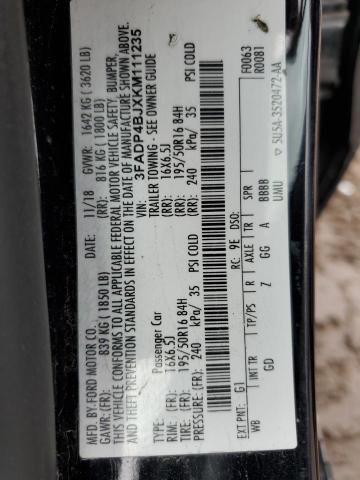 MFD.BY FORD MOTOR CO. 11/18 GVWR: 1642 KG ( 3620 LB)
GAWR:(FR): 839 KG (1850 LB) (RR): 816 KG ( 1800 LB)
THIS VEHICLE CONFORMS TO ALL APPLICABLE FEDERAL MOTOR VEHICLE SAFETY, BUMPER,
AND THEFT PREVENTION STANDARDS IN EFFECT ON THE DATE OF MANUFACTURE SHOWN ABOVE.
VIN: 3FADP4BJXKM111235
TYPE: Passenger Car TRAILER TOWING - SEE OWNER GUIDE
RIM: (FR): 16X6.5J (RR): 16X6.5J
TIRE: (FR): 195/50R16 84H (RR): 195/50R16 84H
PRESSURE:(FR): 240 kPa/ 35 PSI COLD (RR): 240 kPa/ 35 PSI COLD
F0063
R0081
EXT PNT: G1 RC: 9E DSO:
WB INT TR TP/PS R AXLE TR SPR
GD Z GG A BBBB
UMU
SU5A-3520472-AA